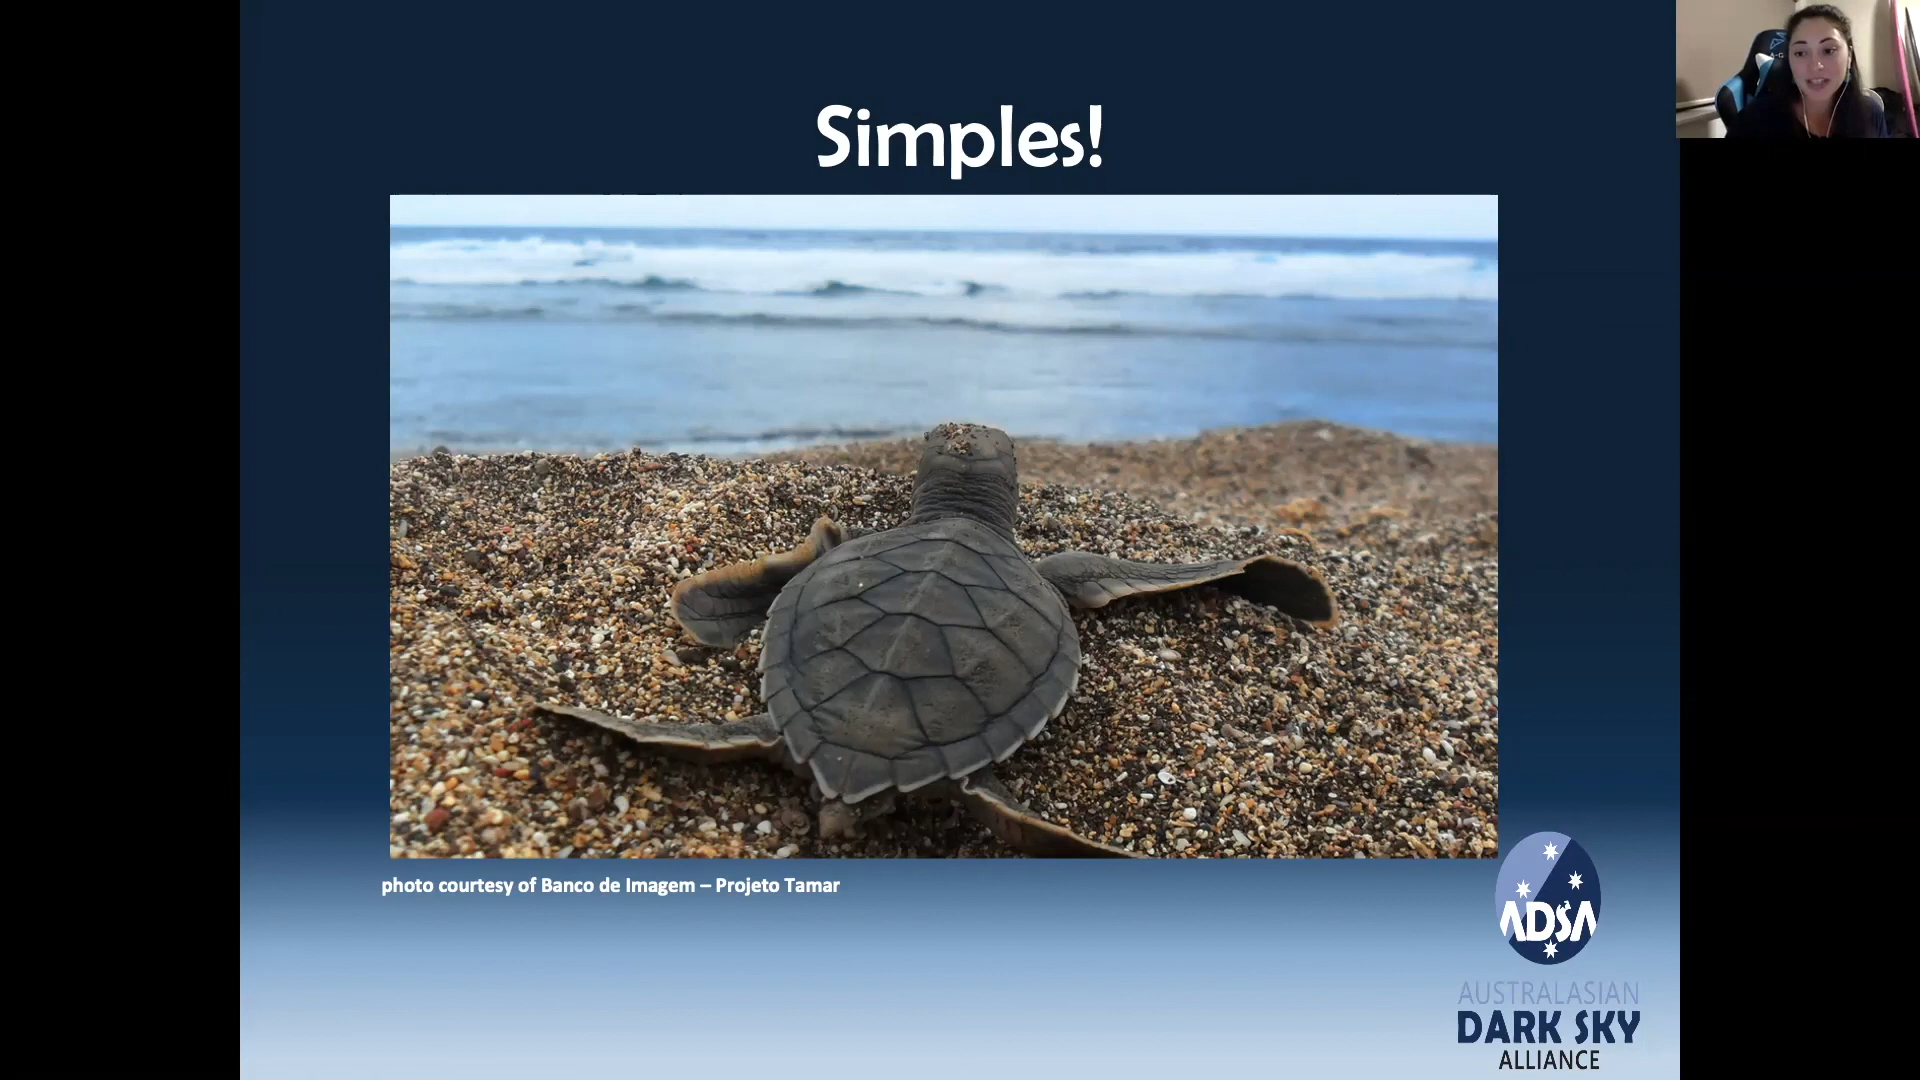 Simples!
photo courtesy of Banco de Imagem – Projeto Tamar
ADSA
AUSTRALASIAN
DARK SKY
ALLIANCE